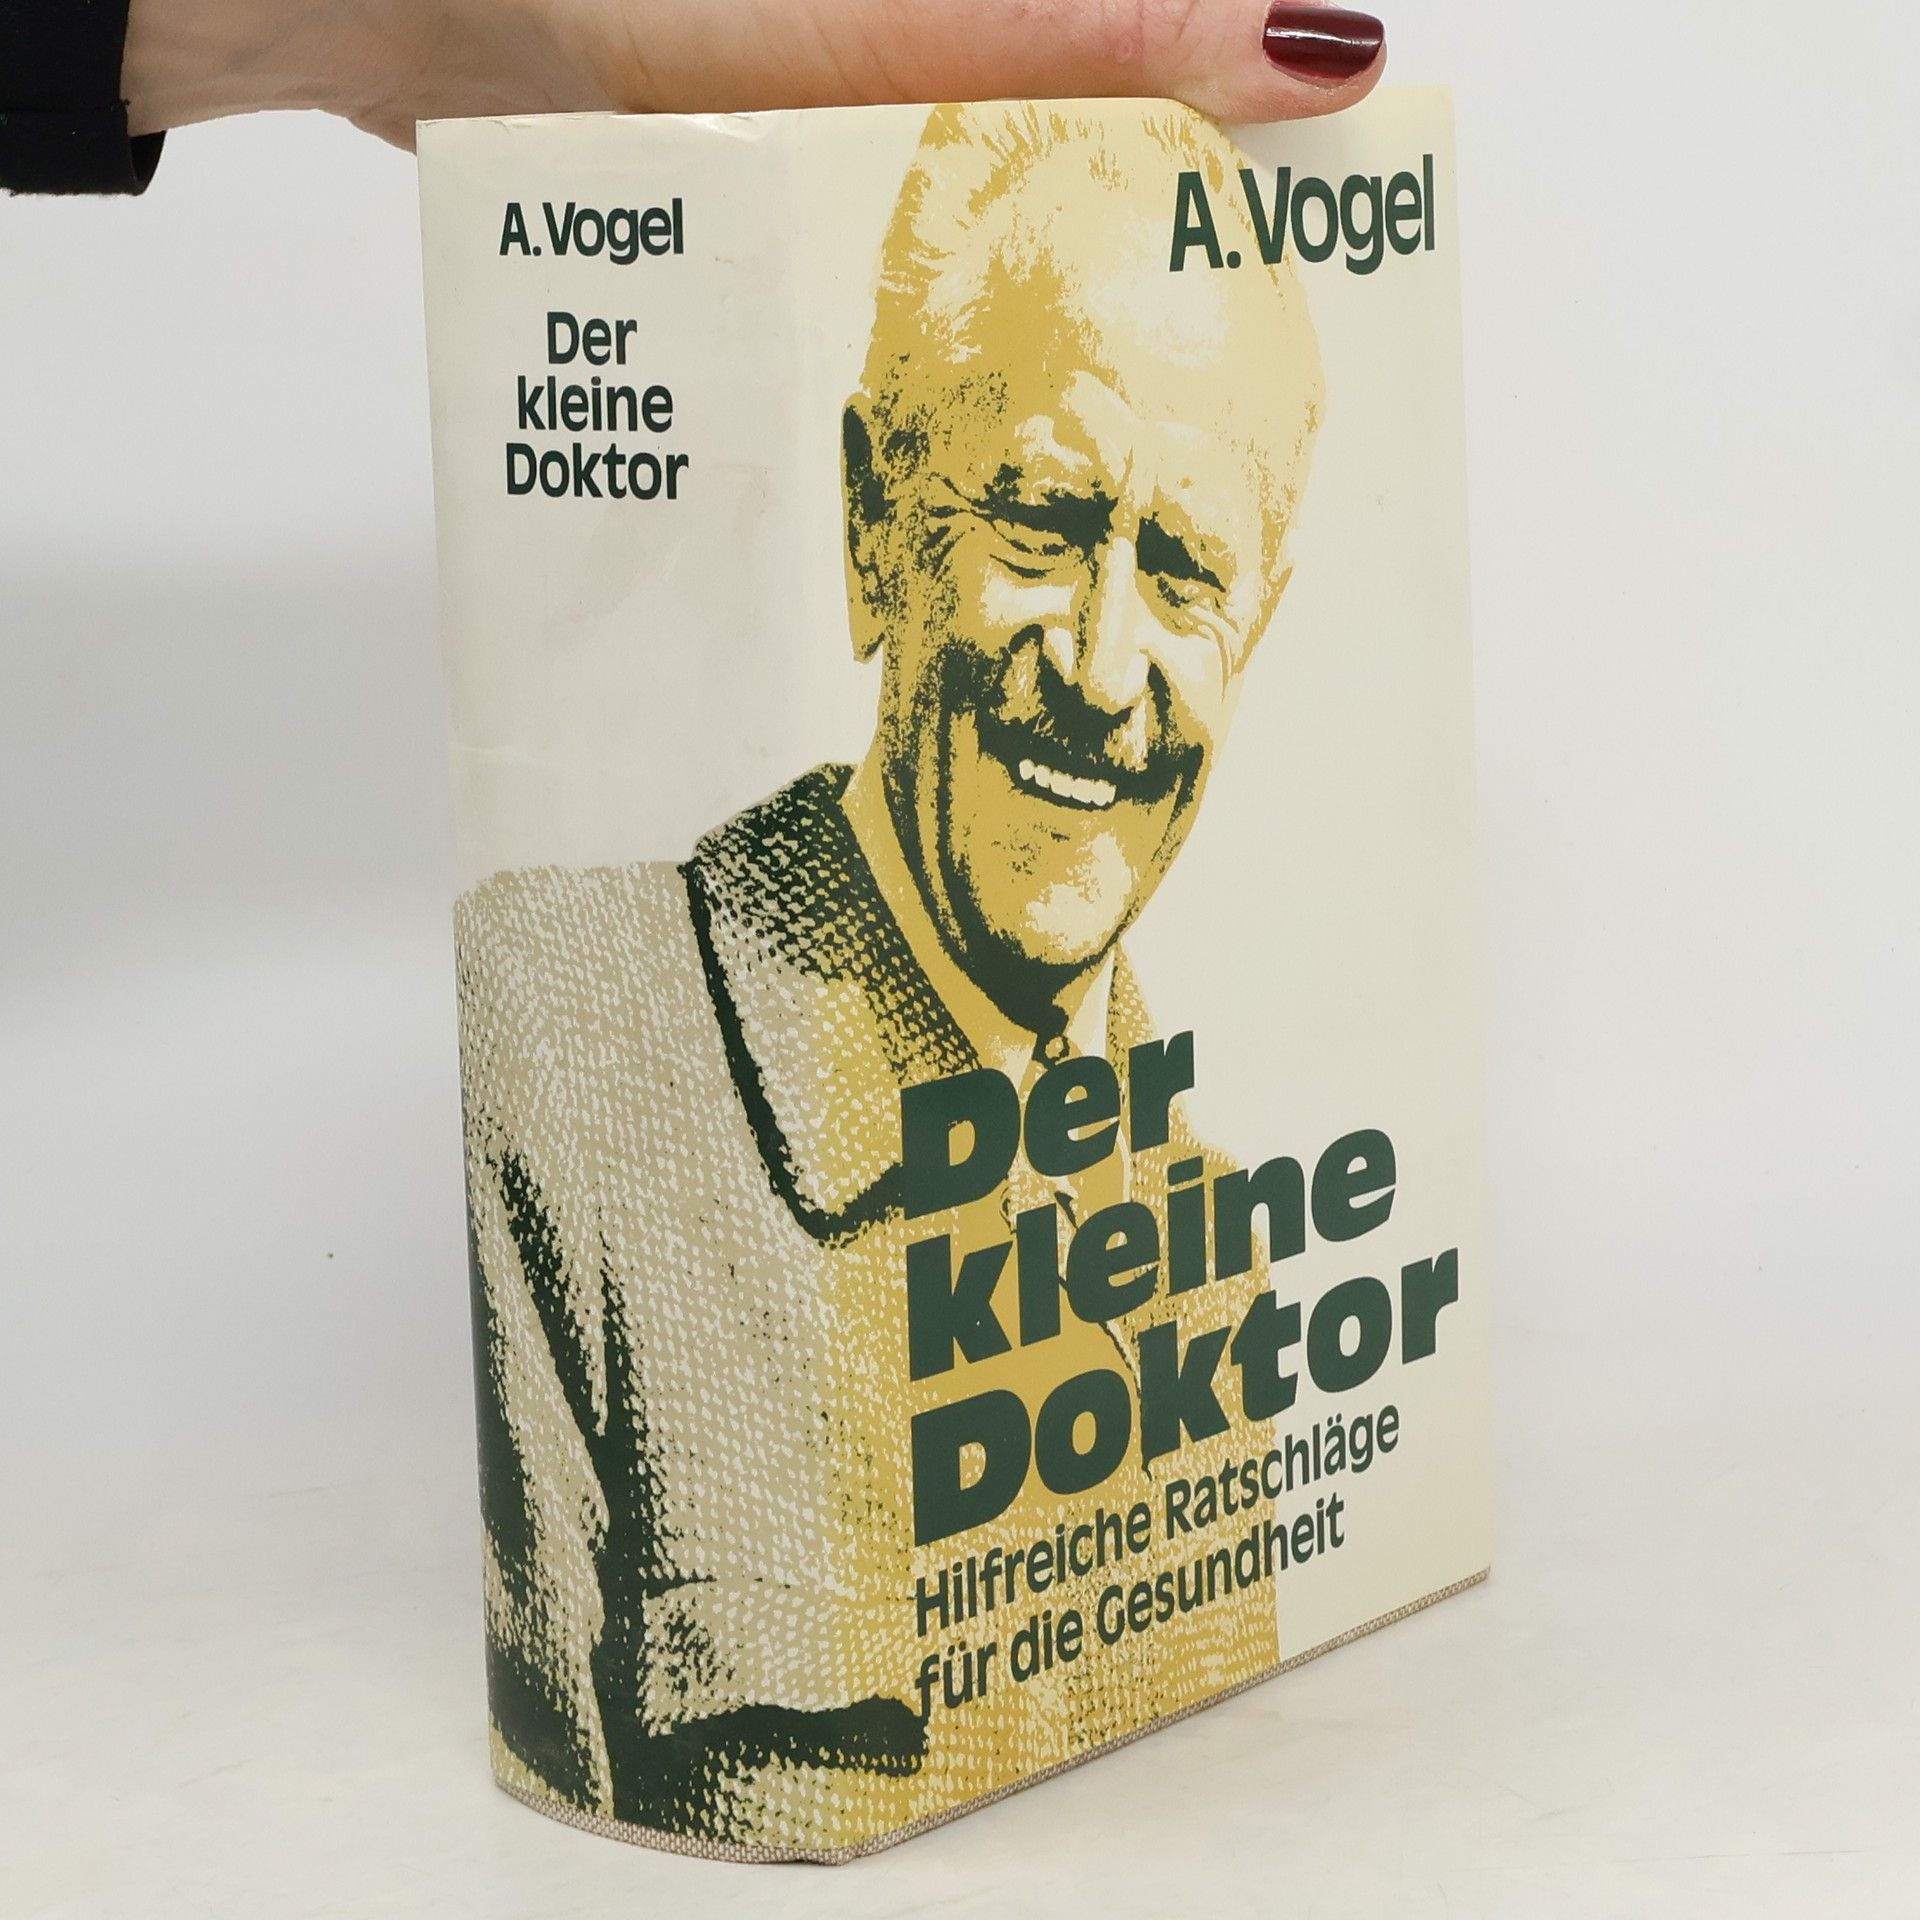 A. Vogel
Der
kleine
Doktor
A. Vogel
Der
kleine
Doktor
Hilfreiche Ratschläge
für die Gesundheit